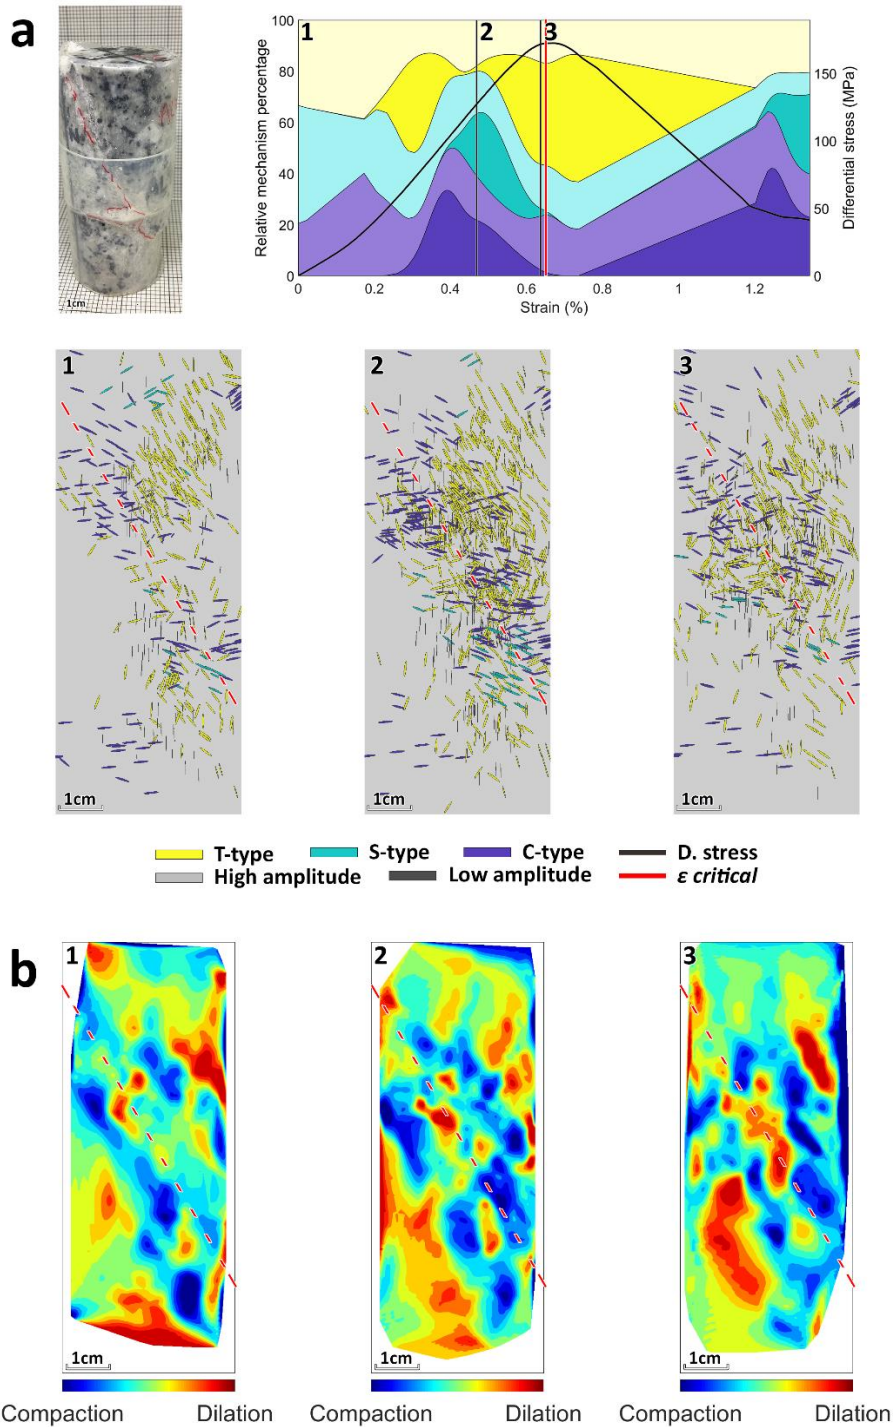 a
1cm
Relative mechanism percentage
100
80
60
40
20
0
1
2
3
0
0.2
0.4
0.6
0.8
1
1.2
Strain (%)
150
100
50
0
Differential stress (MPa)
1
2
3
1cm
1cm
1cm
T-type
S-type
C-type
D. stress
High amplitude
Low amplitude
ε critical
b
1
2
3
1cm
1cm
1cm
Compaction
Dilation
Compaction
Dilation
Compaction
Dilation